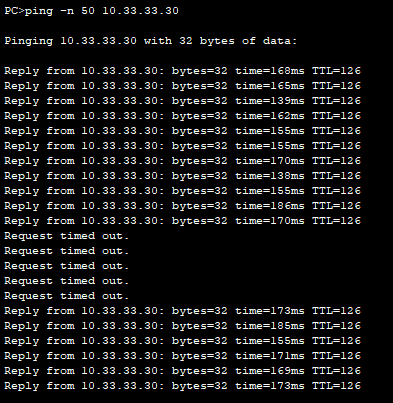 PC>ping -n 50 10.33.33.30
Pinging 10.33.33.30 with 32 bytes of data:
Reply from 10.33.33.30: bytes=32 time=168ms TTL=126
Reply from 10.33.33.30: bytes=32 time=165ms TTL=126
Reply from 10.33.33.30: bytes=32 time=139ms TTL=126
Reply from 10.33.33.30: bytes=32 time=162ms TTL=126
Reply from 10.33.33.30: bytes=32 time=155ms TTL=126
Reply from 10.33.33.30: bytes=32 time=155ms TTL=126
Reply from 10.33.33.30: bytes=32 time=170ms TTL=126
Reply from 10.33.33.30: bytes=32 time=138ms TTL=126
Reply from 10.33.33.30: bytes=32 time=155ms TTL=126
Reply from 10.33.33.30: bytes=32 time=186ms TTL=126
Reply from 10.33.33.30: bytes=32 time=170ms TTL=126
Request timed out.
Request timed out.
Request timed out.
Request timed out.
Request timed out.
Reply from 10.33.33.30: bytes=32 time=173ms TTL=126
Reply from 10.33.33.30: bytes=32 time=185ms TTL=126
Reply from 10.33.33.30: bytes=32 time=155ms TTL=126
Reply from 10.33.33.30: bytes=32 time=171ms TTL=126
Reply from 10.33.33.30: bytes=32 time=169ms TTL=126
Reply from 10.33.33.30: bytes=32 time=173ms TTL=126